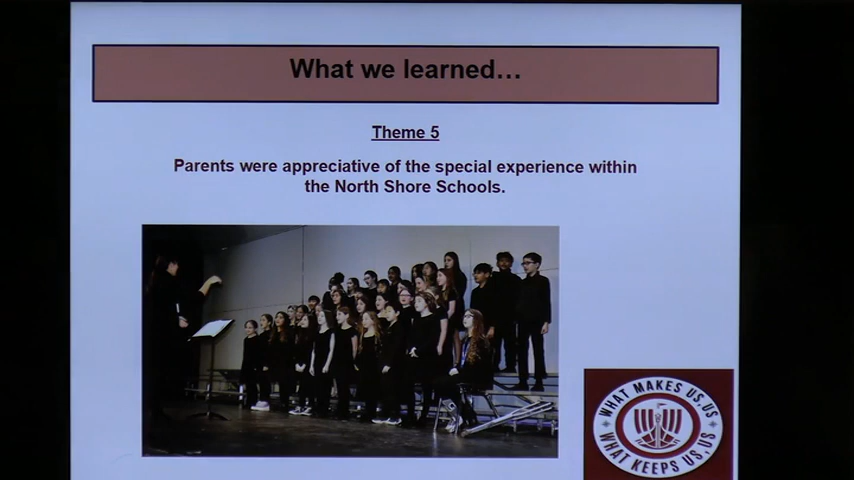 What we learned…
Theme 5
Parents were appreciative of the special experience within
the North Shore Schools.
WHAT MAKES US, US
WHAT KEEPS US, US